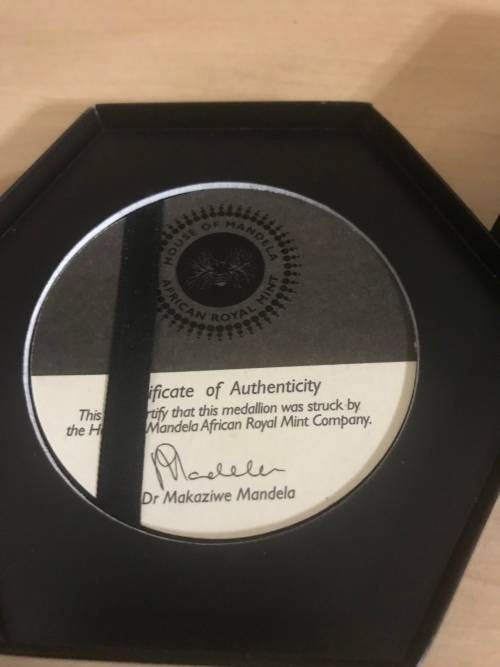 HOUSE OF MANDELA
AFRICAN ROYAL MINT
ificate of Authenticity
This rtify that this medallion was struck by
the H Mandela African Royal Mint Company.
Mandela
Dr Makaziwe Mandela